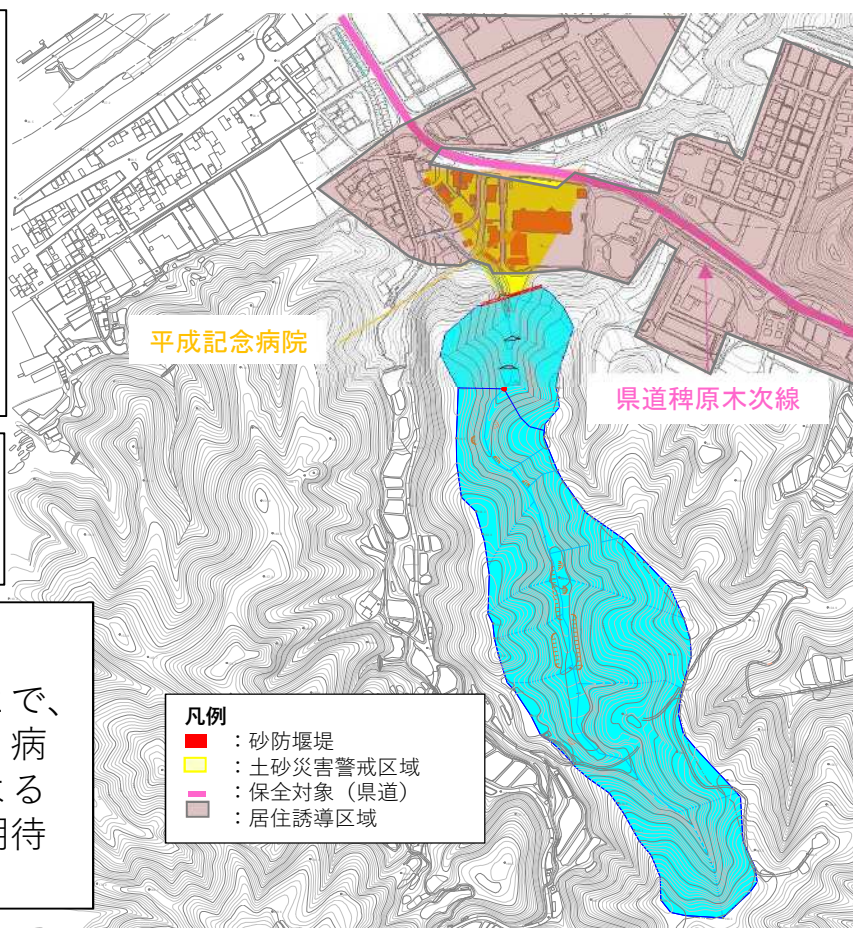 平成記念病院
県道稗原木次線
で、
病
よる
期待
凡例
：砂防堰堤
：土砂災害警戒区域
：保全対象（県道）
：居住誘導区域